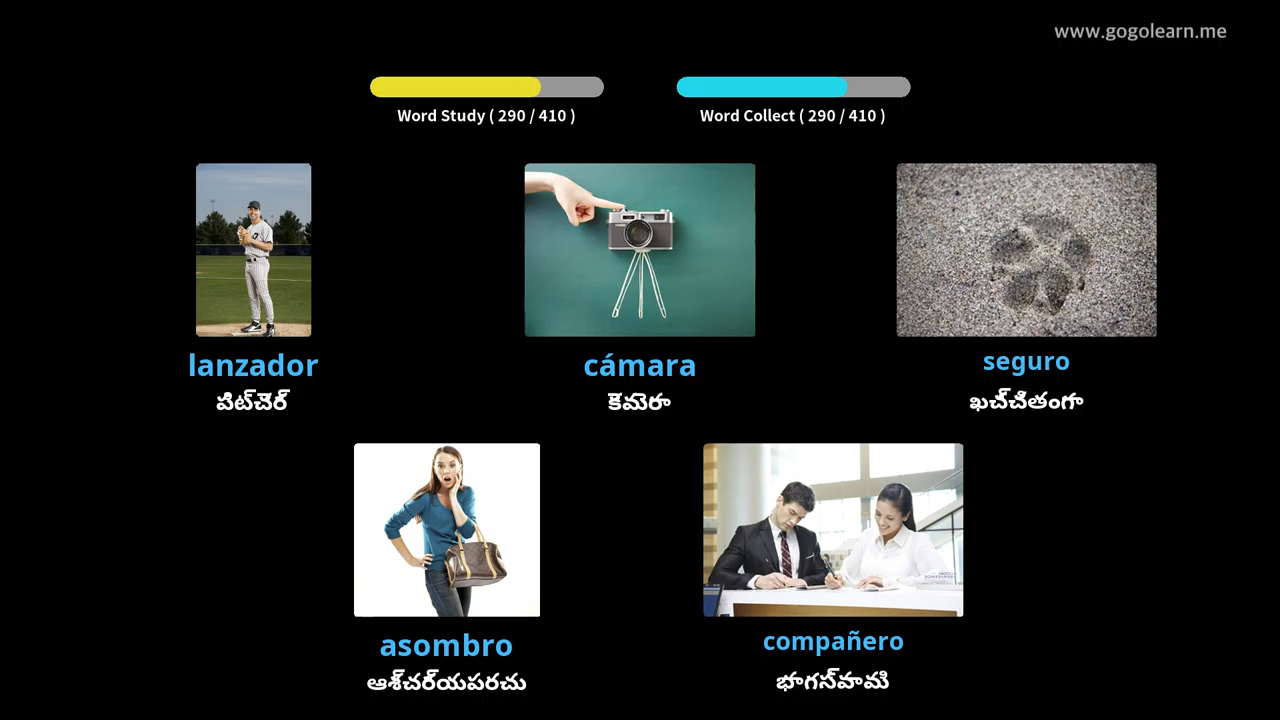 www.gogolearn.me
Word Study ( 290 / 410 )
Word Collect ( 290 / 410 )
lanzador
పిట్చెర్
cámara
కెమెరా
seguro
ఖచ్చితంగా
asombro
ఆశ్చర్యపరచు
compañero
భాగస్వామి